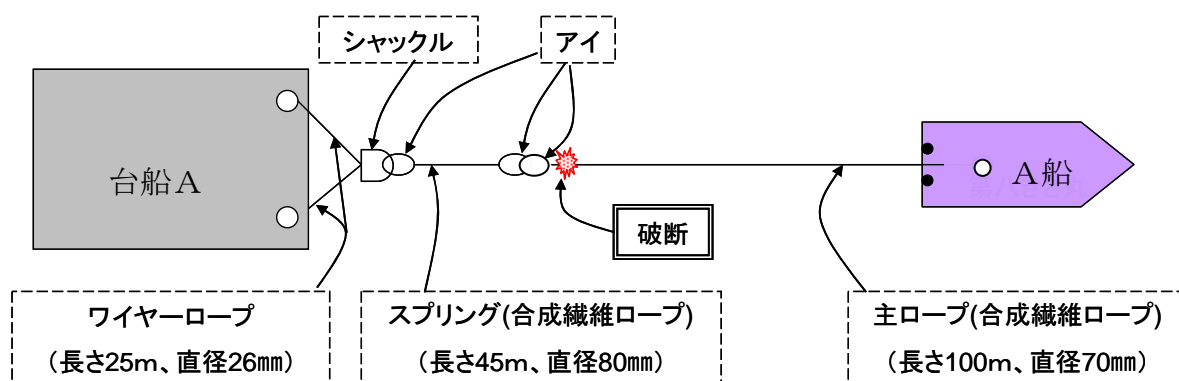 シャックル
アイ
台船A
A船
破断
ワイヤーロープ
(長さ25m、直径26㎜)
スプリング(合成繊維ロープ)
(長さ45m、直径80㎜)
主ロープ(合成繊維ロープ)
(長さ100m、直径70㎜)